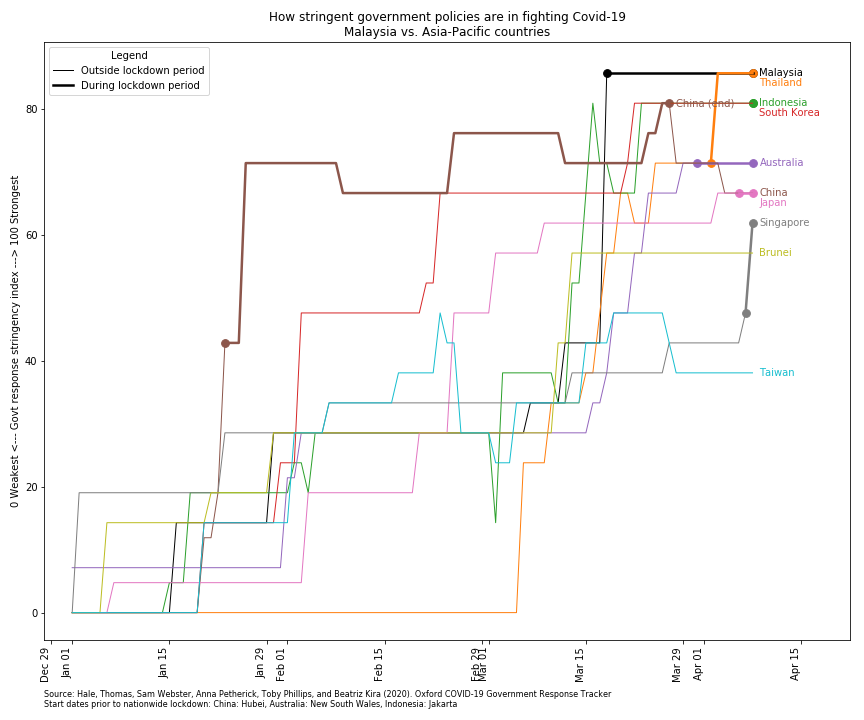 How stringent government policies are in fighting Covid-19
Malaysia vs. Asia-Pacific countries
Legend
Outside lockdown period
During lockdown period
0 Weakest <--- Govt response stringency index ---> 100 Strongest
80
60
40
20
0
Malaysia
Thailand
China (end)
Indonesia
South Korea
Australia
China
Japan
Singapore
Brunei
Taiwan
Dec 29
Jan 01
Jan 15
Jan 29
Feb 01
Feb 15
Feb 29
Mar 01
Mar 15
Mar 29
Apr 01
Apr 15
Source: Hale, Thomas, Sam Webster, Anna Petherick, Toby Phillips, and Beatriz Kira (2020). Oxford COVID-19 Government Response Tracker
Start dates prior to nationwide lockdown: China: Hubei, Australia: New South Wales, Indonesia: Jakarta